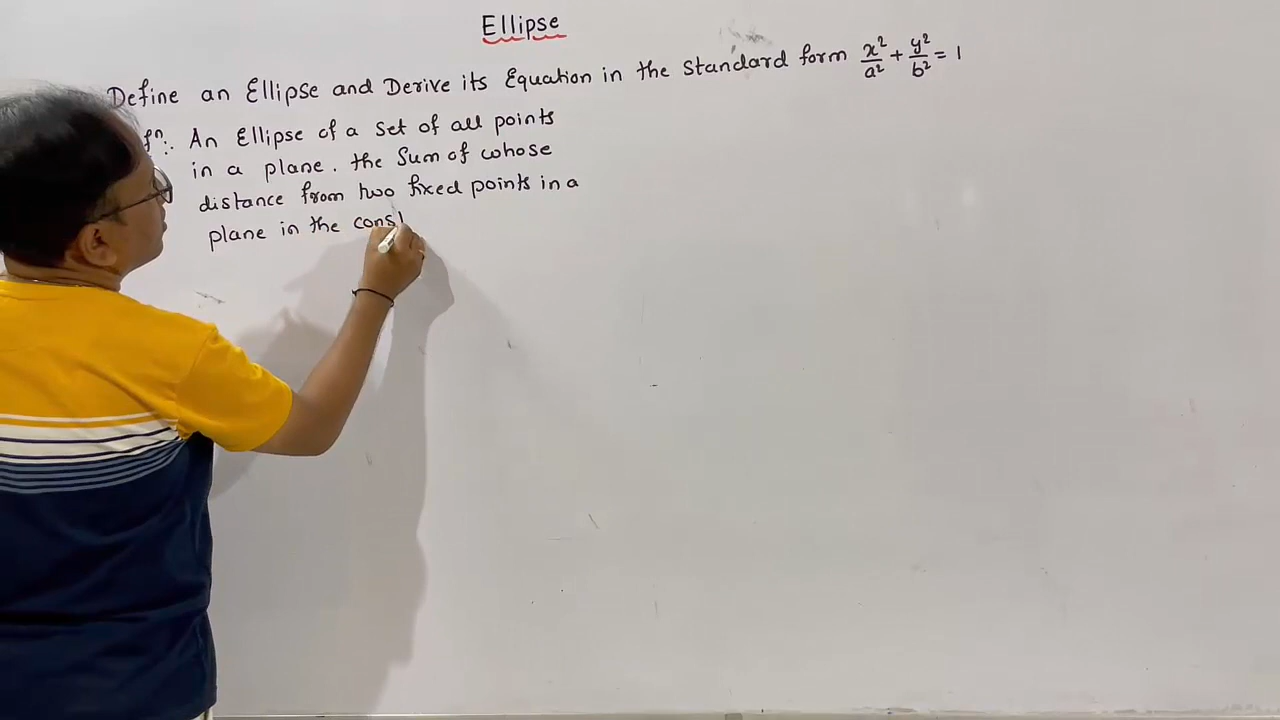 Ellipse
Define an Ellipse and Derive its Equation in the Standard form x²/a² + y²/b² = 1
An Ellipse of a Set of all points
in a plane. the Sum of whose
distance from two fixed points in a
plane in the cons